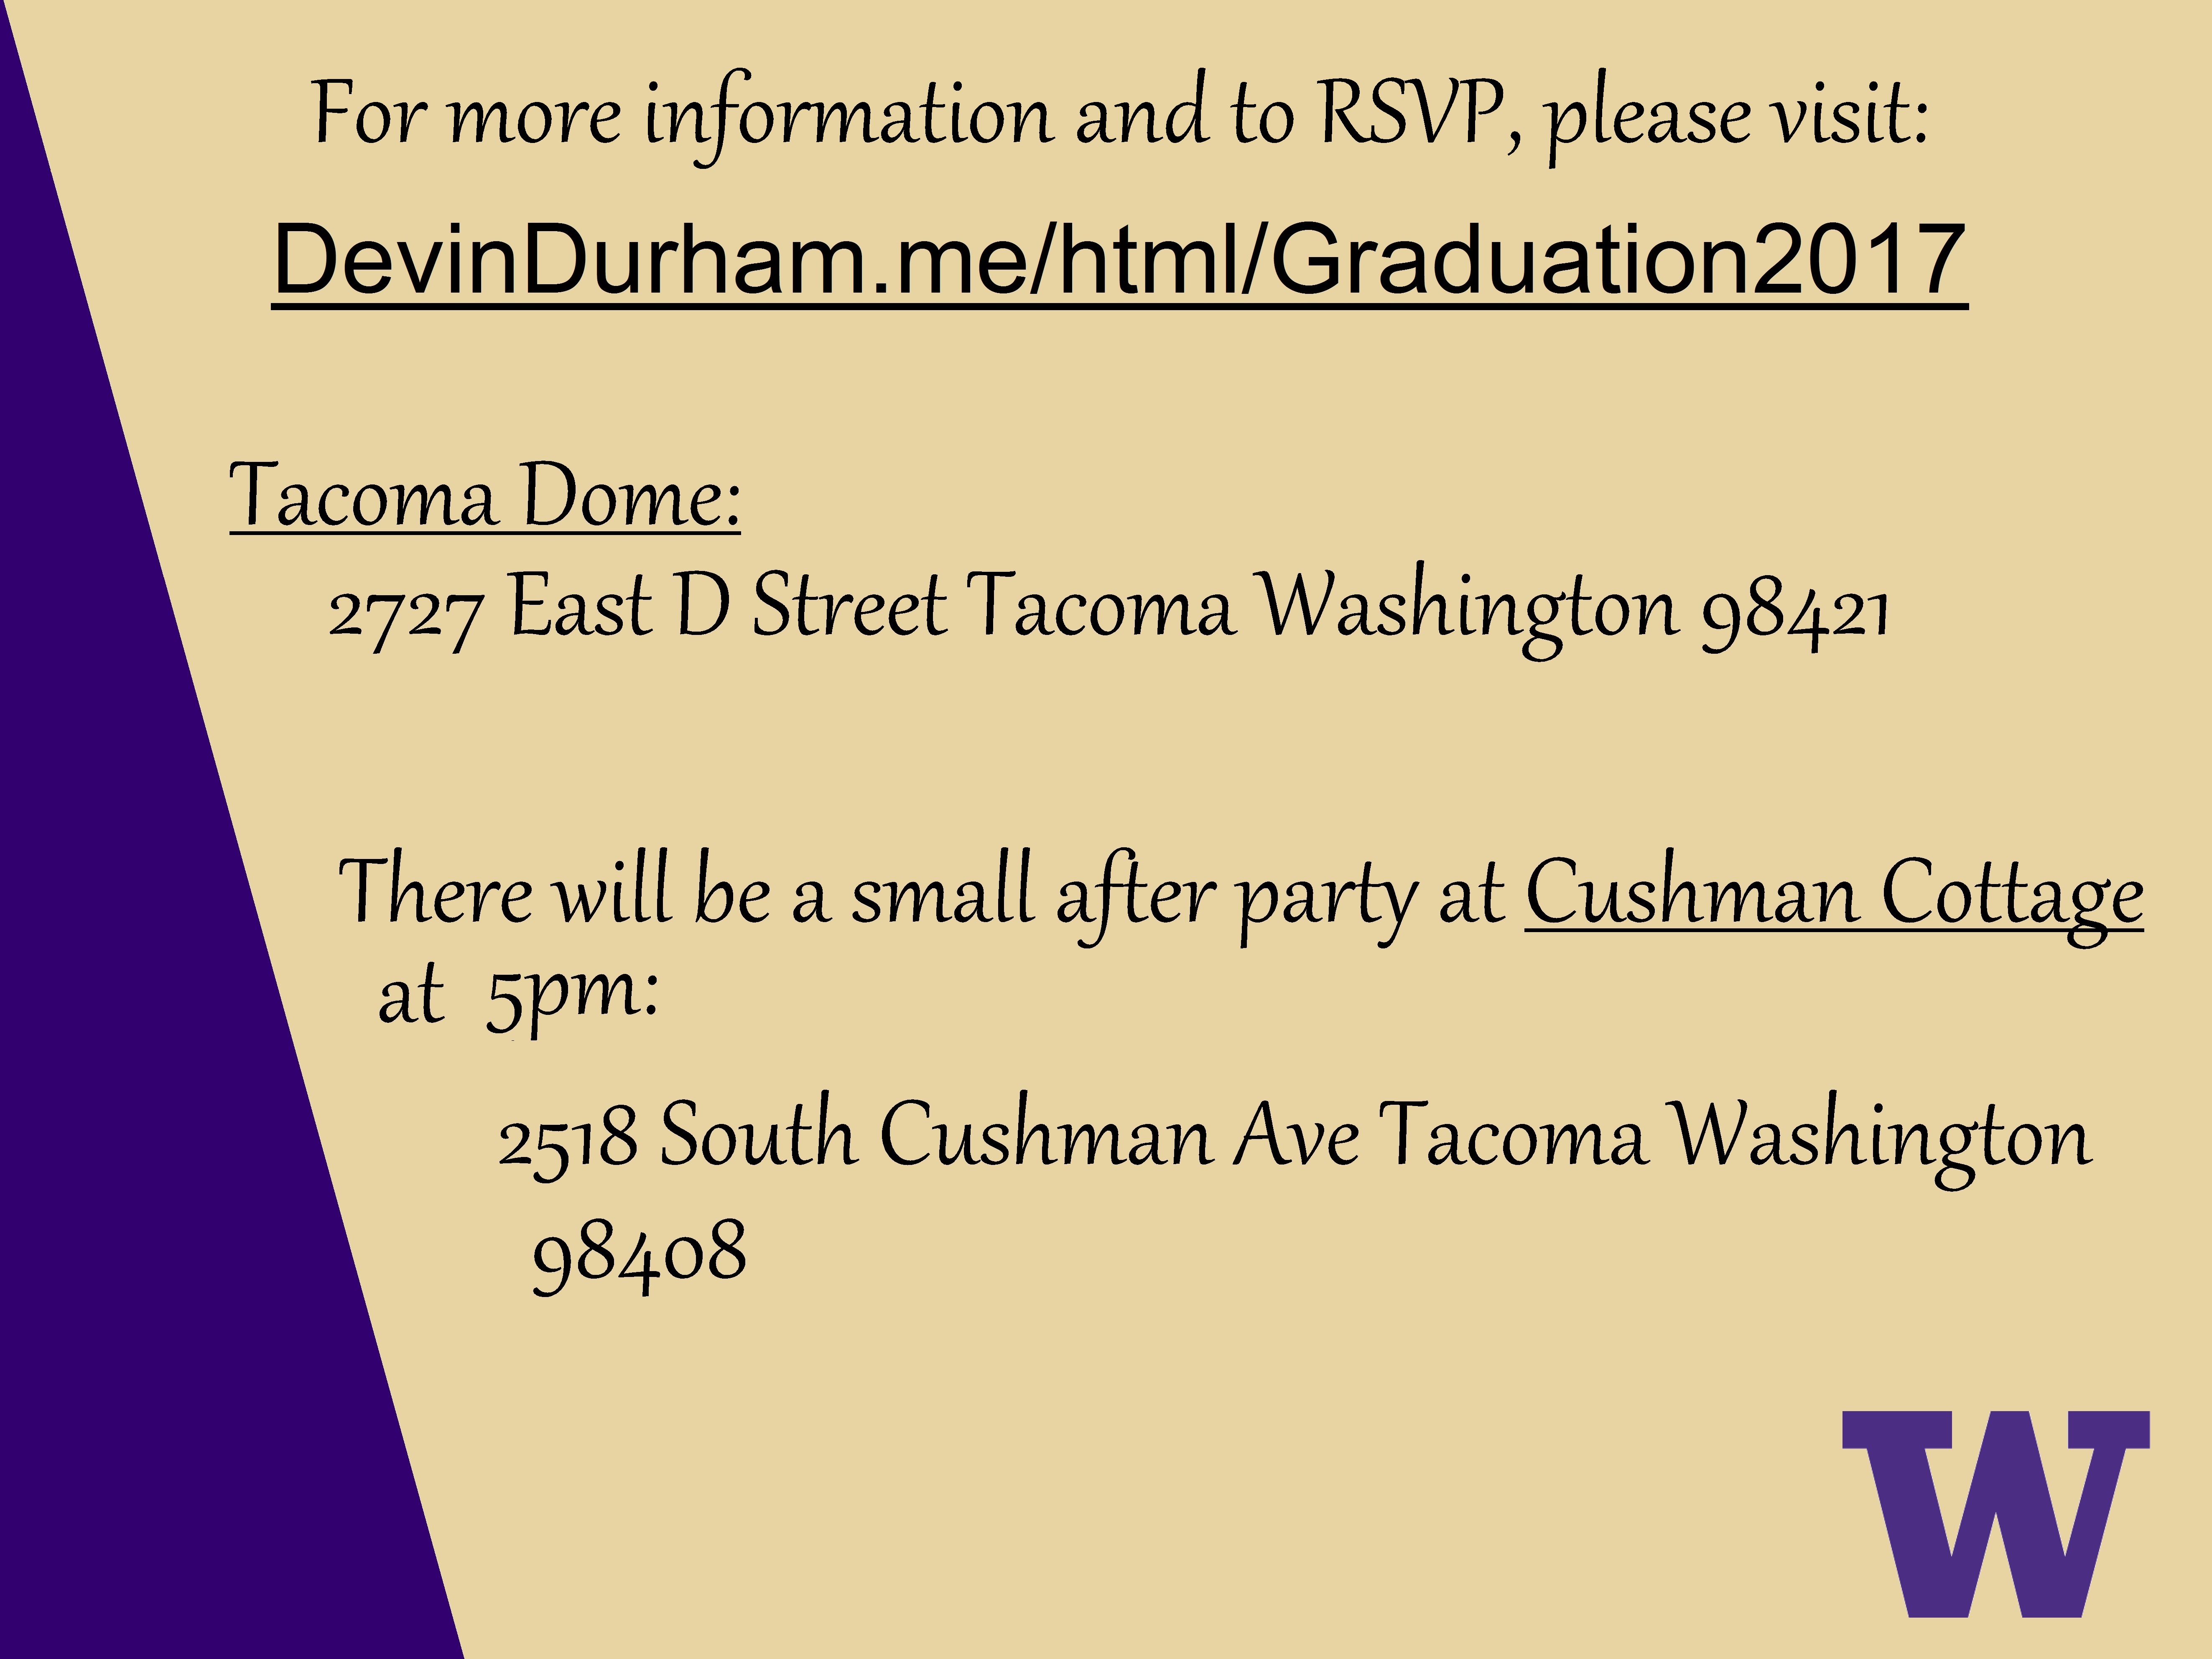 For more information and to RSVP, please visit:
DevinDurham.me/html/Graduation2017
Tacoma Dome:
2727 East D Street Tacoma Washington 98421
There will be a small after party at Cushman Cottage
at 5pm:
2518 South Cushman Ave Tacoma Washington
98408
W